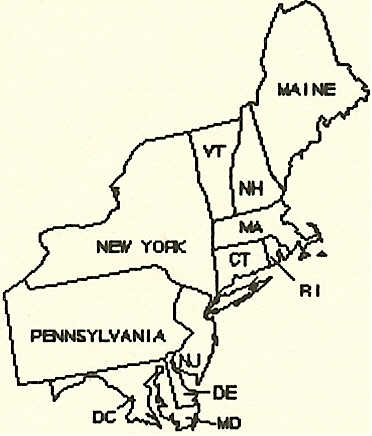 MAINE
VT
NH
MA
NEW YORK
CT
RI
PENNSYLVANIA
NJ
DE
DC
MD